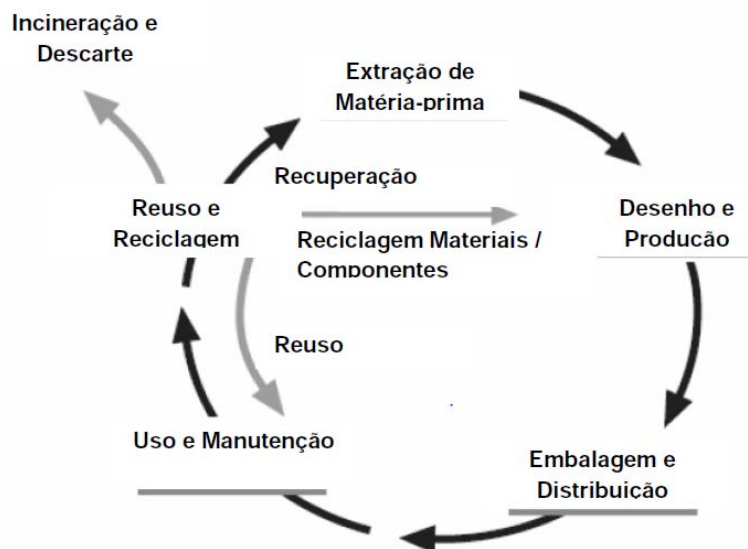 Incineração e
Descarte
Extração de
Matéria-prima
Recuperação
Reuso e
Reciclagem
Desenho e
Producão
Reciclagem Materiais /
Componentes
Reuso
Uso e Manutenção
Embalagem e
Distribuição